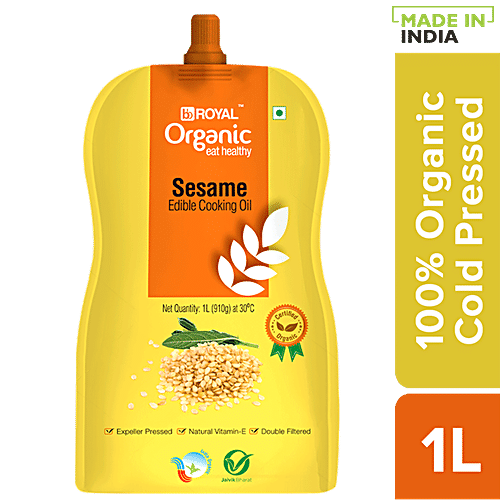 MADE IN
INDIA
bb ROYAL™
Organic
eat healthy
Sesame
Edible Cooking Oil
Net Quantity: 1L (910g) at 30⁰C
Certified
Organic
Expeller Pressed
Natural Vitamin-E
Double Filtered
Jaivik Bharat
100% Organic
Cold Pressed
1L